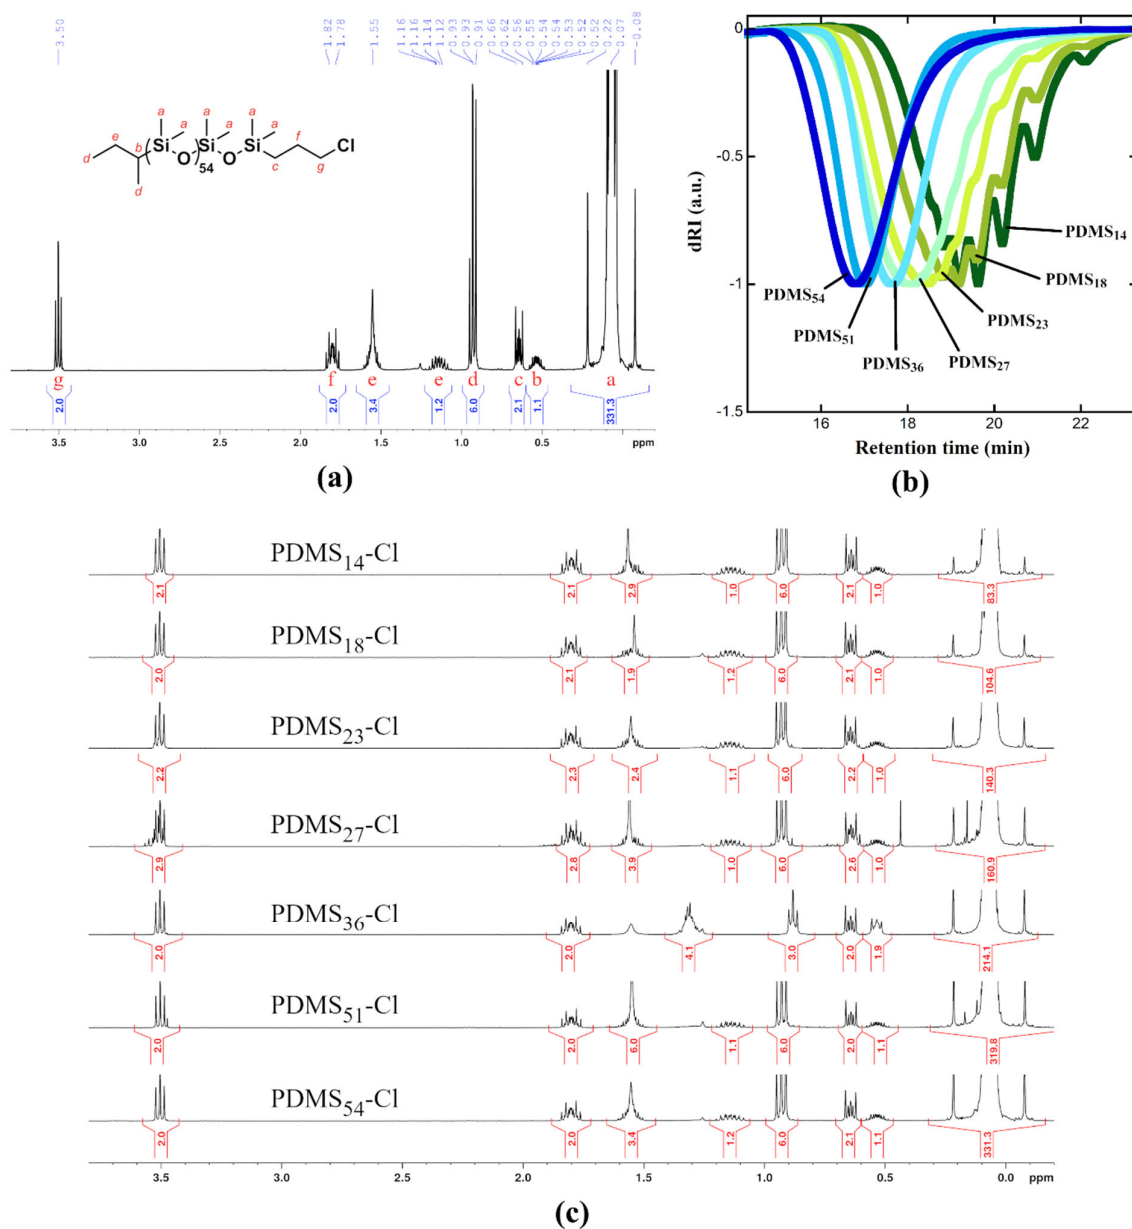 3.50 1.82 1.78 1.55 1.16 1.16 1.14 1.12 0.93 0.93 0.91 0.66 0.62 0.56 0.55 0.54 0.54 0.53 0.52 0.52 0.22 0.07 -0.08
a a a a
e Si a Si a Si a f Cl
d b O 54 O c g
d
g f e e d c b a
2.0 2.0 3.4 1.2 6.0 2.1 1.1 331.3
3.5 3.0 2.5 2.0 1.5 1.0 0.5 ppm
(a)
0
-0.5
-1
-1.5
dRI (a.u.)
PDMS14
PDMS18
PDMS54
PDMS23
PDMS51
PDMS36
PDMS27
16 18 20 22
Retention time (min)
(b)
PDMS14-Cl
2.1 2.1 2.9 1.0 6.0 2.1 1.0 83.3
PDMS18-Cl
2.0 2.1 1.9 1.2 6.0 2.1 1.0 104.6
PDMS23-Cl
2.2 2.3 2.4 1.1 6.0 2.2 1.0 140.3
PDMS27-Cl
2.9 2.8 3.9 1.0 6.0 2.6 1.0 160.9
PDMS36-Cl
2.0 2.0 4.1 3.0 2.0 1.9 214.1
PDMS51-Cl
2.0 2.0 6.0 1.1 6.0 2.0 1.1 319.8
PDMS54-Cl
2.0 2.0 3.4 1.2 6.0 2.1 1.1 331.3
3.5 3.0 2.5 2.0 1.5 1.0 0.5 0.0 ppm
(c)